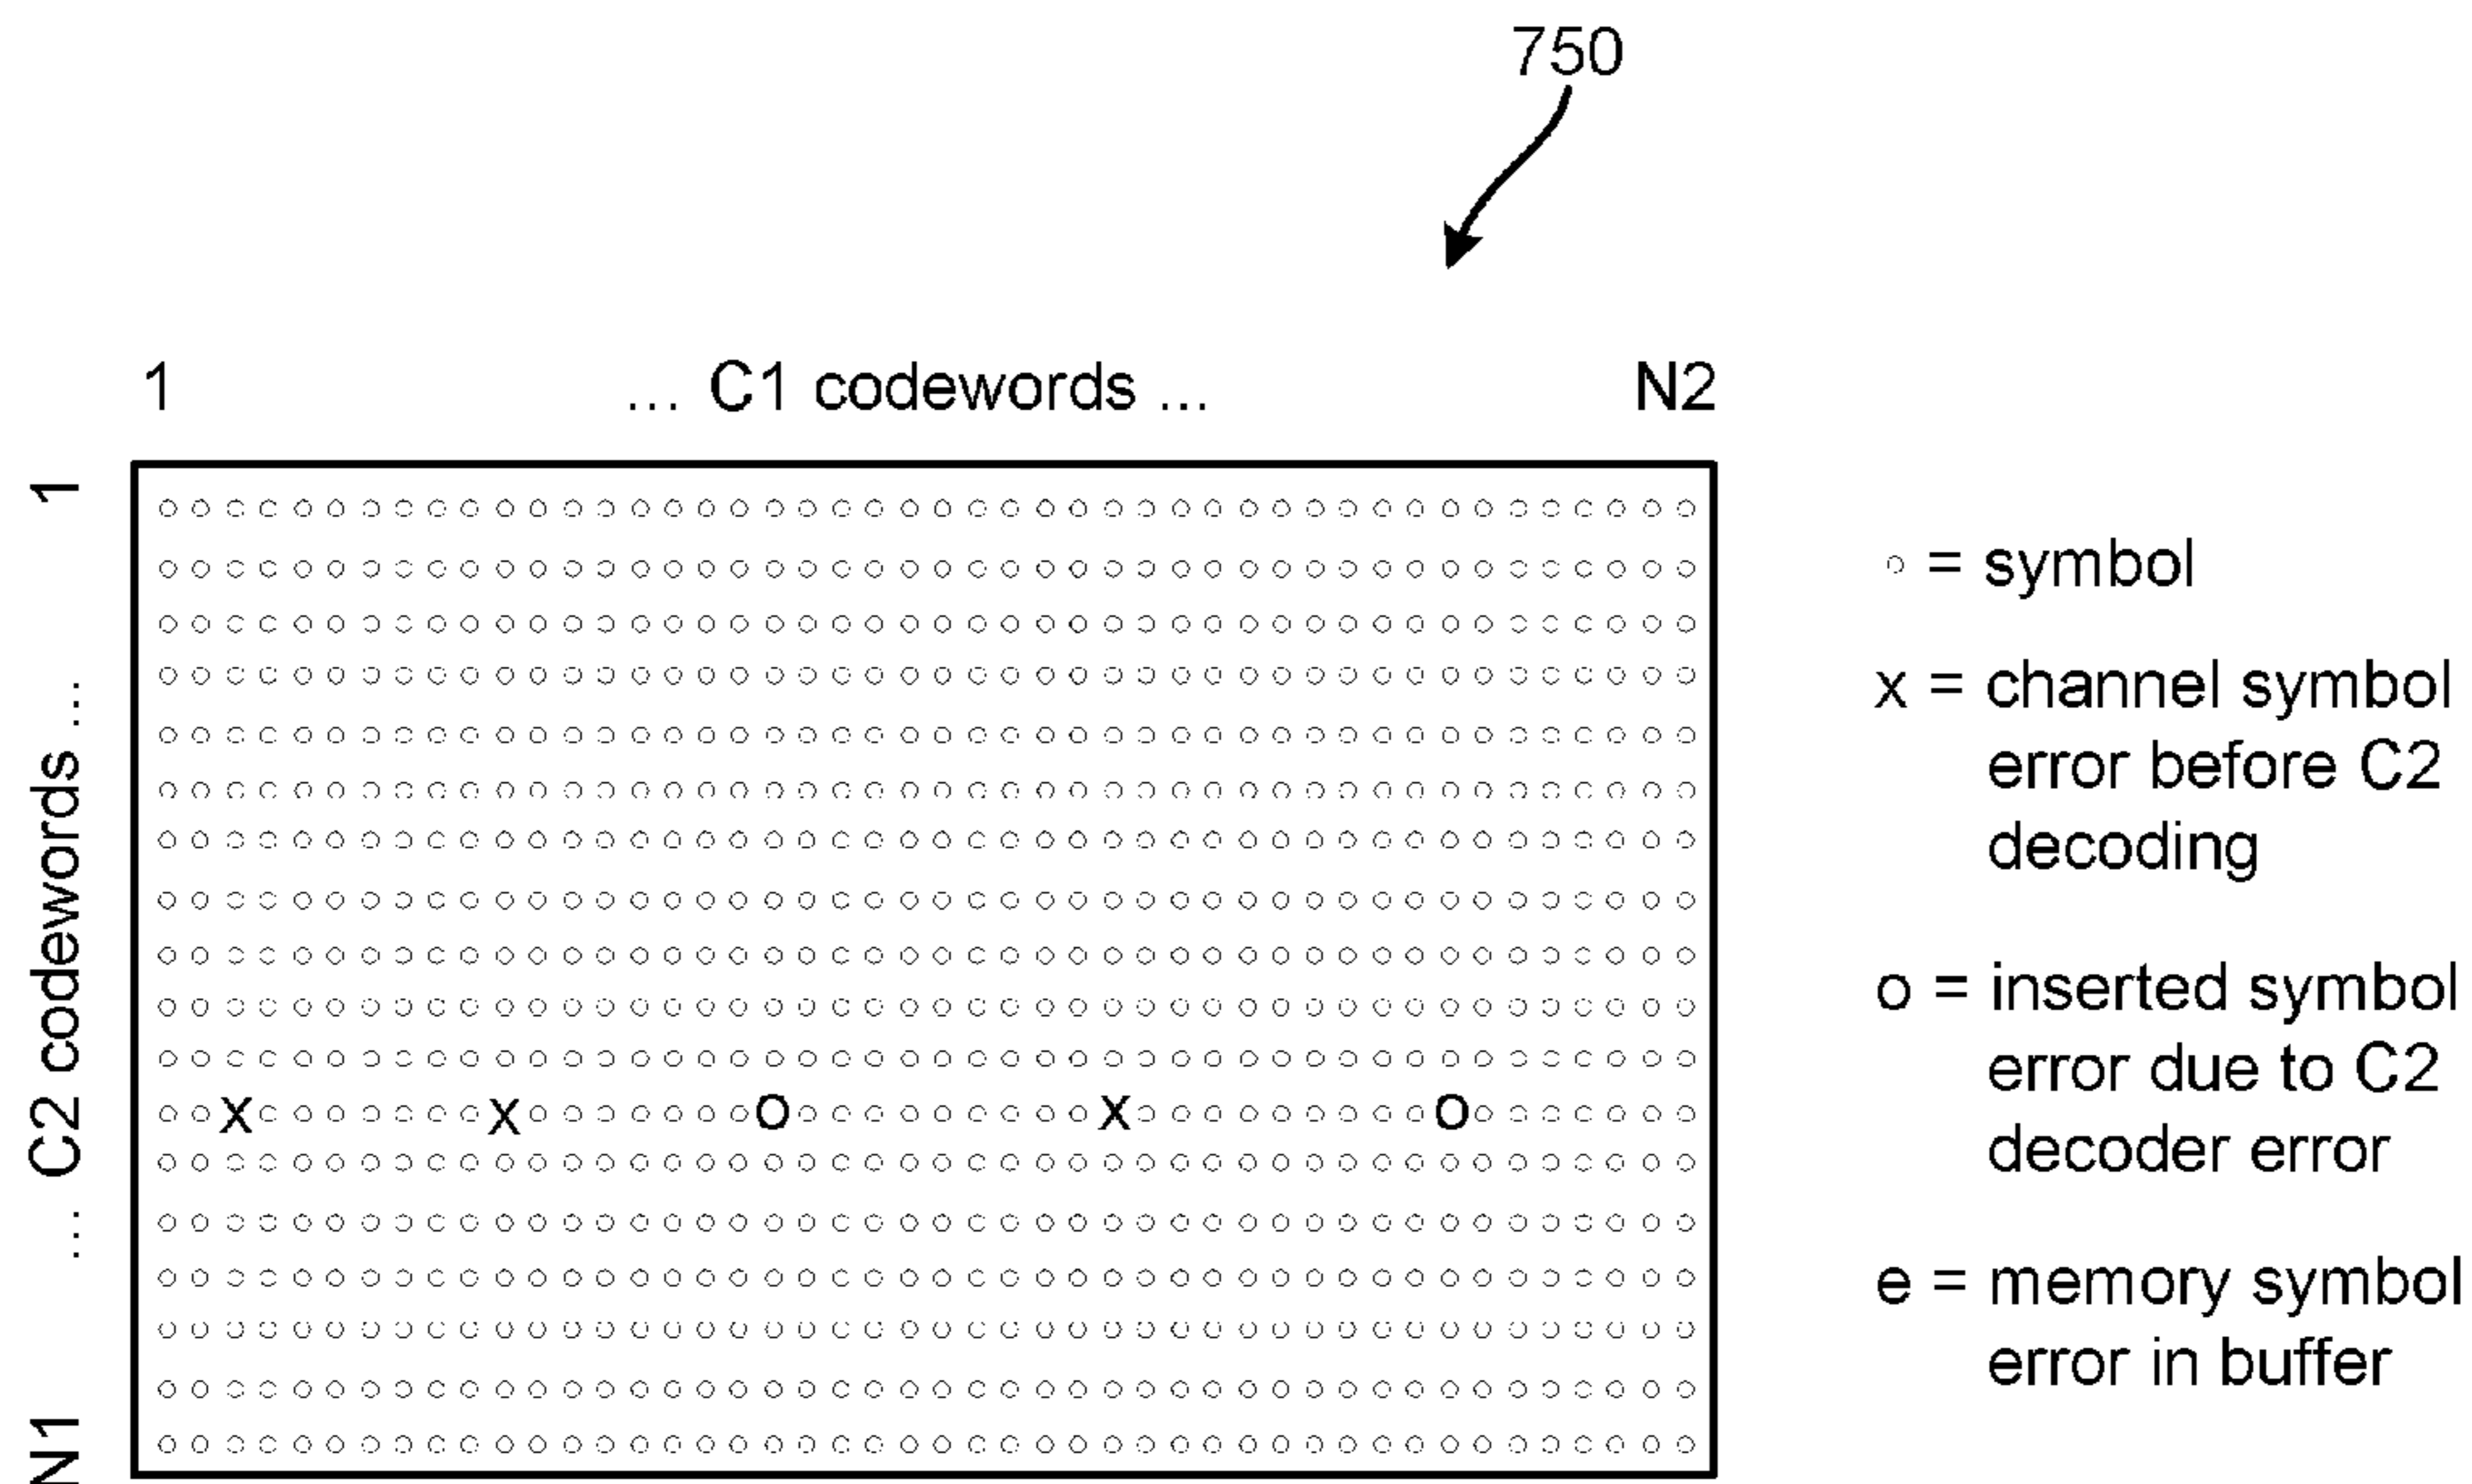 750
1 ... C1 codewords ... N2
1 ... C2 codewords ... N1
x x o x o
○ = symbol
x = channel symbol
error before C2
decoding
o = inserted symbol
error due to C2
decoder error
e = memory symbol
error in buffer